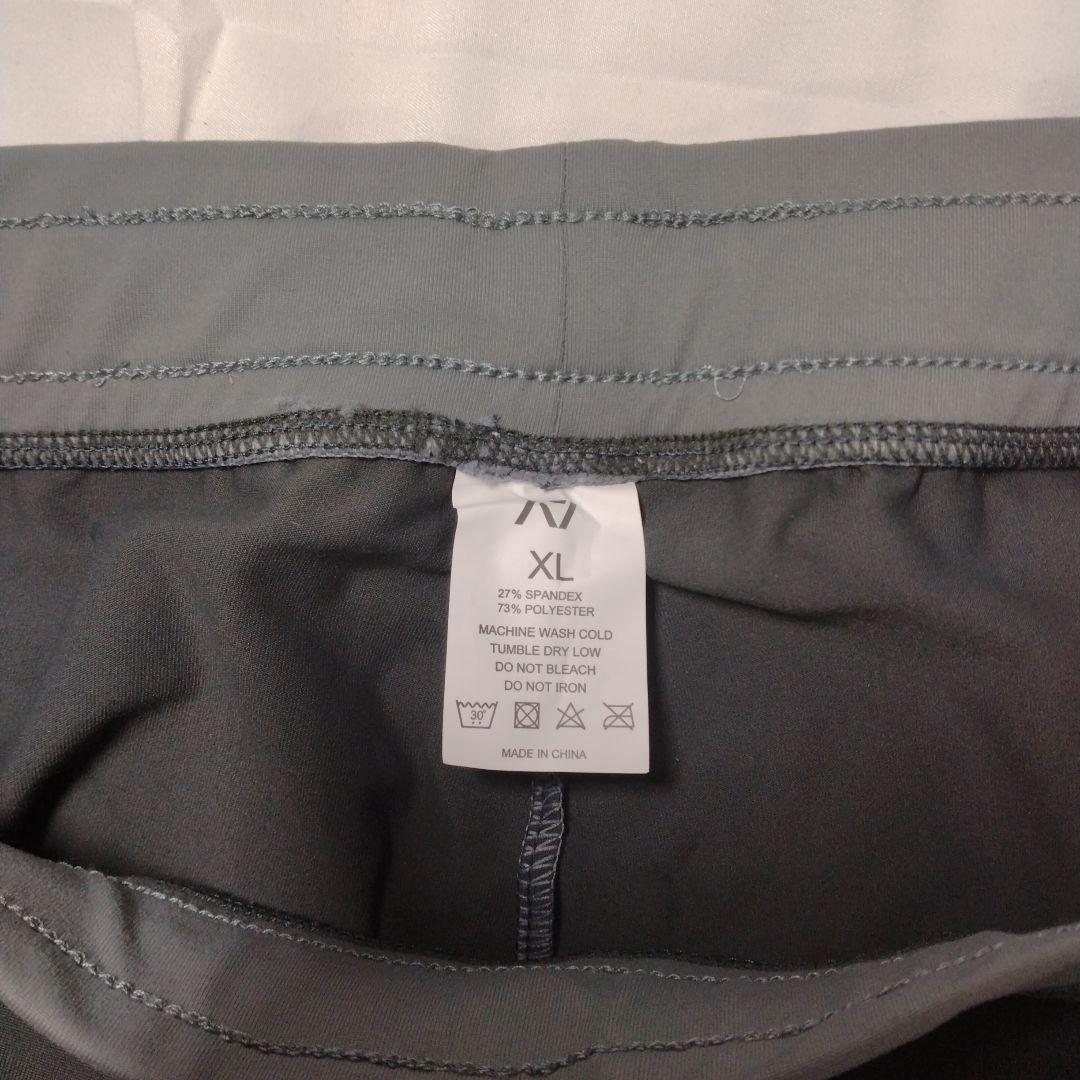 A7
XL
27% SPANDEX
73% POLYESTER
MACHINE WASH COLD
TUMBLE DRY LOW
DO NOT BLEACH
DO NOT IRON
30°
MADE IN CHINA